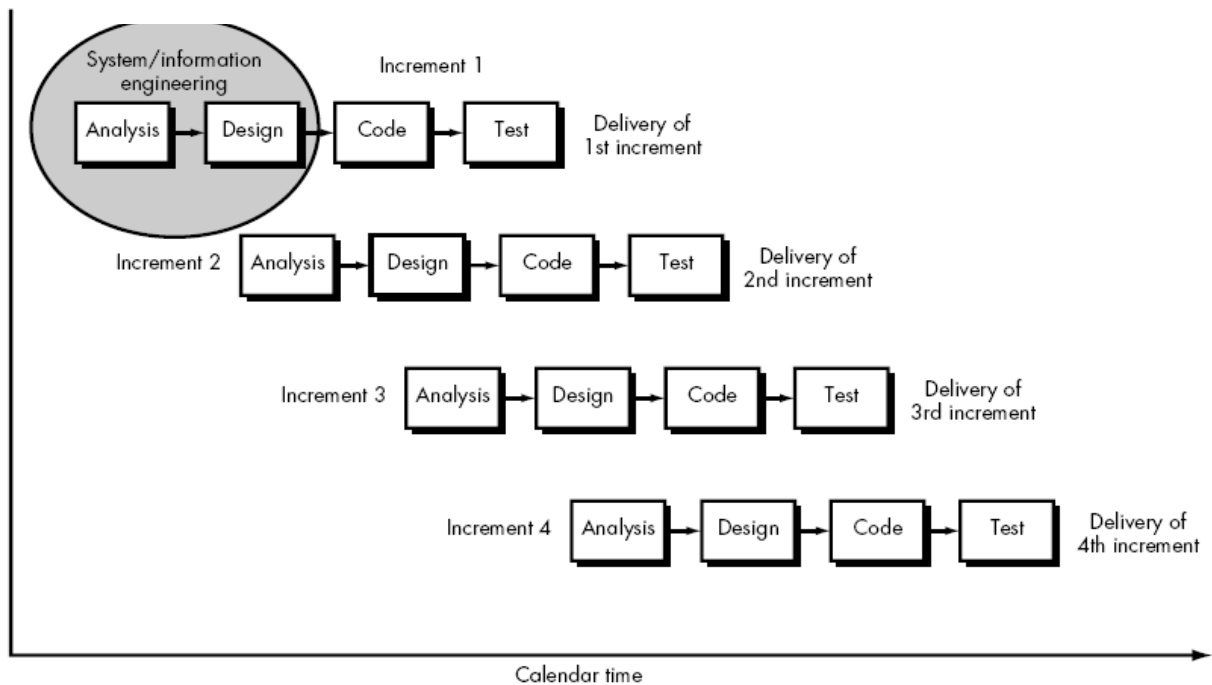 System/information
engineering
Increment 1
Analysis
Design
Code
Test
Delivery of
1st increment
Increment 2
Analysis
Design
Code
Test
Delivery of
2nd increment
Increment 3
Analysis
Design
Code
Test
Delivery of
3rd increment
Increment 4
Analysis
Design
Code
Test
Delivery of
4th increment
Calendar time